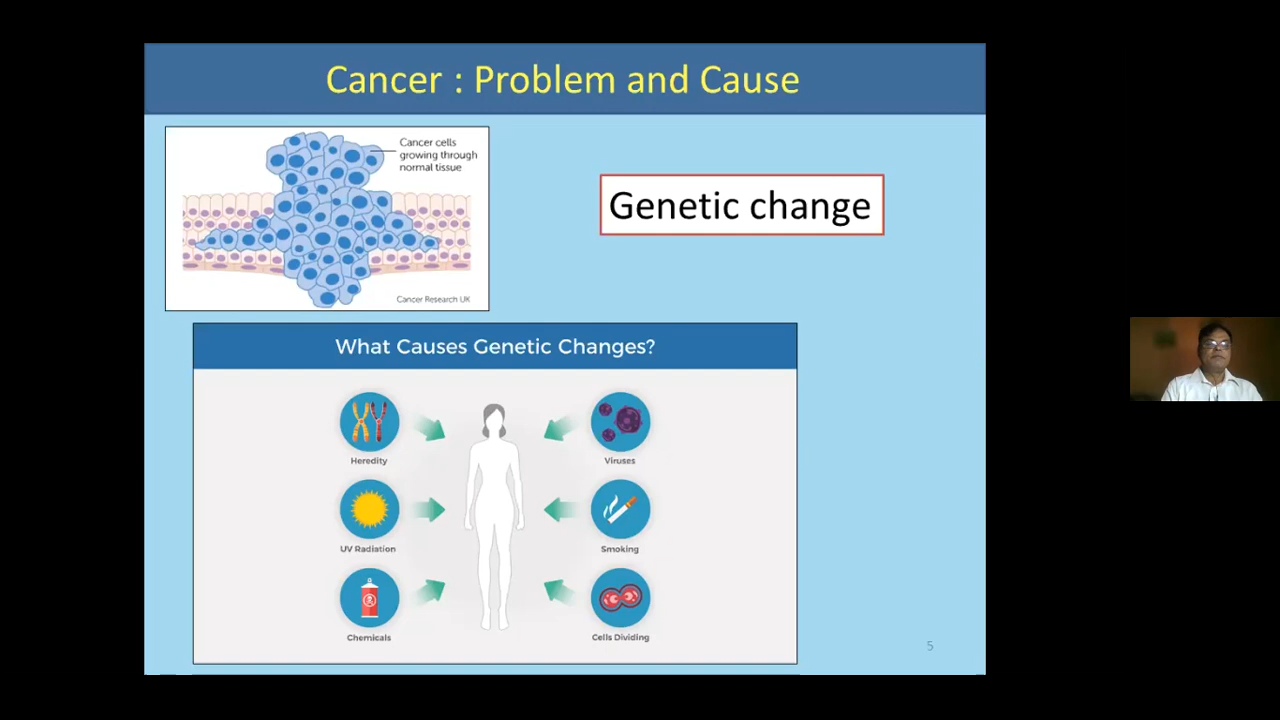 Cancer : Problem and Cause
Cancer cells
growing through
normal tissue
Cancer Research UK
Genetic change
What Causes Genetic Changes?
Heredity
Viruses
UV Radiation
Smoking
Chemicals
Cells Dividing
5